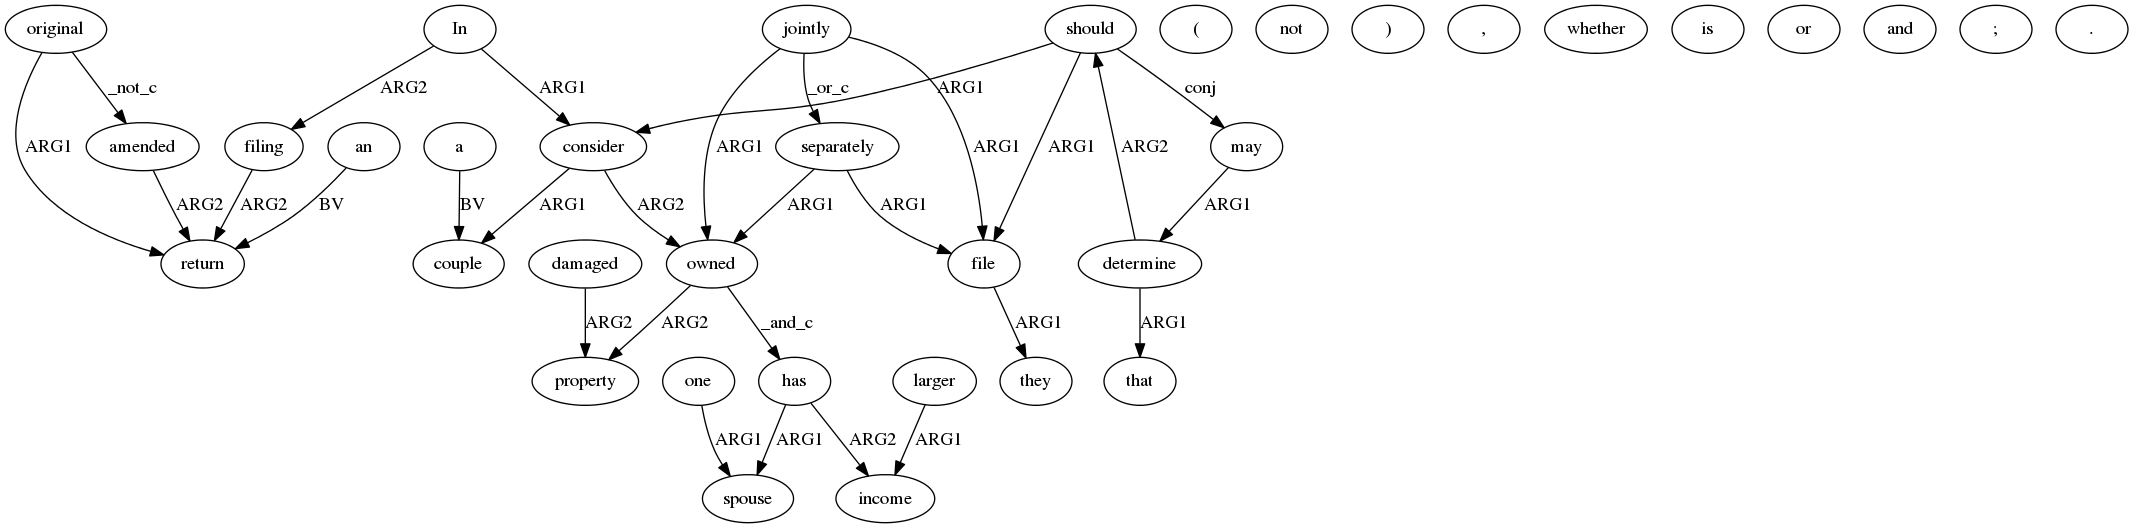 original In jointly should ( not ) , whether is or and ; .
_not_c ARG2 ARG1 _or_c ARG1 conj
amended filing an a consider separately may
ARG1 ARG2 ARG2 BV BV ARG1 ARG2 ARG1 ARG1 ARG1 ARG1 ARG1 ARG2 ARG1
return couple damaged owned file determine
ARG2 ARG2 _and_c ARG1 ARG1
property one has larger they that
ARG1 ARG1 ARG2 ARG1
spouse income